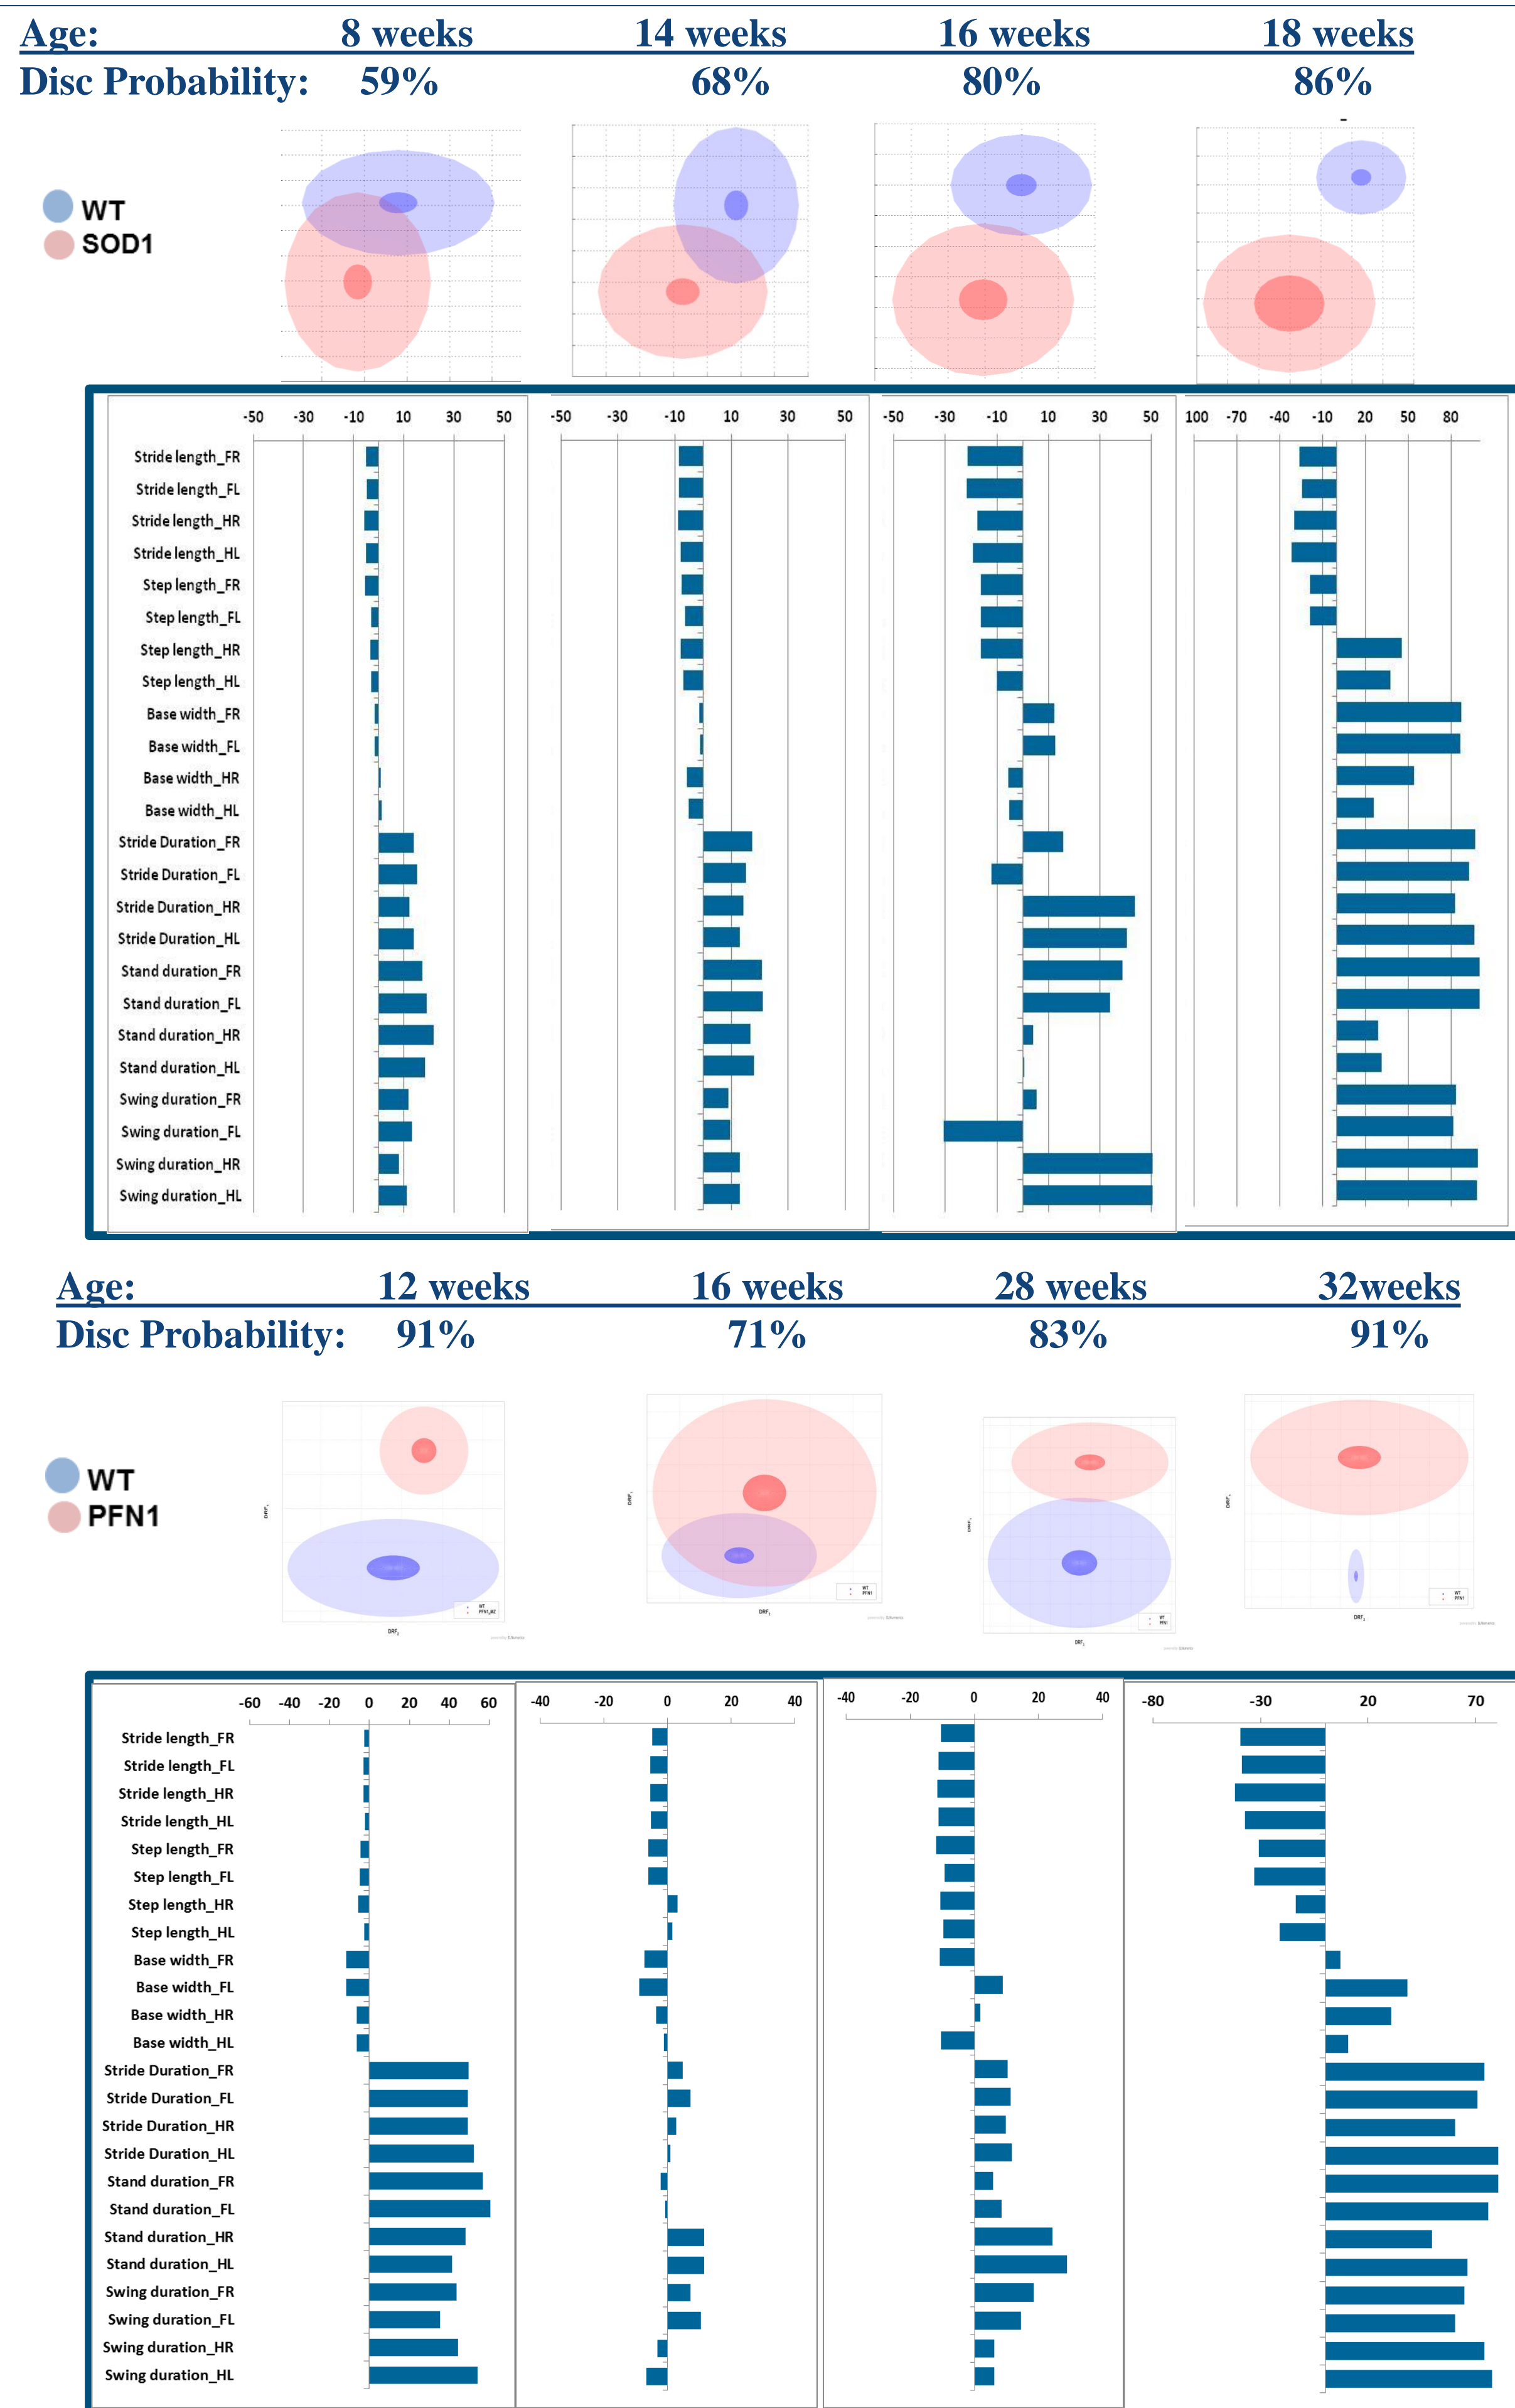 Age: 8 weeks 14 weeks 16 weeks 18 weeks
Disc Probability: 59% 68% 80% 86%
-
WT
SOD1
-50 -30 -10 10 30 50 -50 -30 -10 10 30 50 -50 -30 -10 10 30 50 100 -70 -40 -10 20 50 80
Stride length_FR
Stride length_FL
Stride length_HR
Stride length_HL
Step length_FR
Step length_FL
Step length_HR
Step length_HL
Base width_FR
Base width_FL
Base width_HR
Base width_HL
Stride Duration_FR
Stride Duration_FL
Stride Duration_HR
Stride Duration_HL
Stand duration_FR
Stand duration_FL
Stand duration_HR
Stand duration_HL
Swing duration_FR
Swing duration_FL
Swing duration_HR
Swing duration_HL
Age: 12 weeks 16 weeks 28 weeks 32weeks
Disc Probability: 91% 71% 83% 91%
WT
PFN1
WT WT WT WT
PFN1 PFN1 PFN1
-60 -40 -20 0 20 40 60 -40 -20 0 20 40 -40 -20 0 20 40 -80 -30 20 70
Stride length_FR
Stride length_FL
Stride length_HR
Stride length_HL
Step length_FR
Step length_FL
Step length_HR
Step length_HL
Base width_FR
Base width_FL
Base width_HR
Base width_HL
Stride Duration_FR
Stride Duration_FL
Stride Duration_HR
Stride Duration_HL
Stand duration_FR
Stand duration_FL
Stand duration_HR
Stand duration_HL
Swing duration_FR
Swing duration_FL
Swing duration_HR
Swing duration_HL